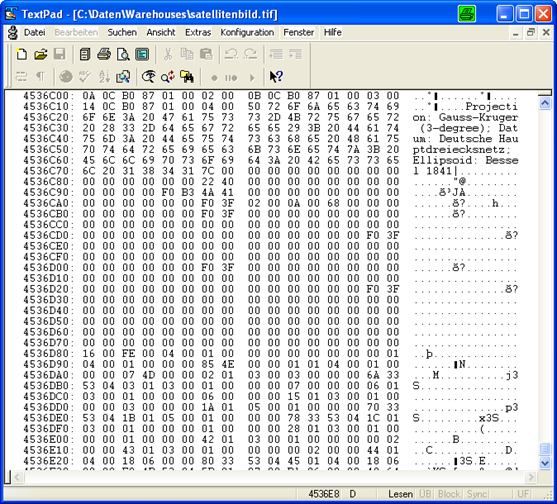 TextPad - [C:\Daten\Warehouses\satellitenbild.tif]
Datei Bearbeiten Suchen Ansicht Extras Konfiguration Fenster Hilfe
4536C00: 0A 0C B0 87 01 00 02 00 0B 0C B0 87 01 00 03 00 ..°▮......°▮....
4536C10: 14 0C B0 87 01 00 04 00 50 72 6F 6A 65 63 74 69 ..°▮....Projecti
4536C20: 6F 6E 3A 20 47 61 75 73 73 2D 4B 72 75 67 65 72 on: Gauss-Kruger
4536C30: 20 28 33 2D 64 65 67 72 65 65 29 3B 20 44 61 74 (3-degree); Dat
4536C40: 75 6D 3A 20 44 65 75 74 73 63 68 65 20 48 61 75 um: Deutsche Hau
4536C50: 70 74 64 72 65 69 65 63 6B 73 6E 65 74 7A 3B 20 ptdreiecksnetz;
4536C60: 45 6C 6C 69 70 73 6F 69 64 3A 20 42 65 73 73 65 Ellipsoid: Besse
4536C70: 6C 20 31 38 34 31 7C 00 00 00 00 00 00 00 00 00 l 1841|.........
4536C80: 00 00 00 00 00 00 22 40 00 00 00 00 00 00 00 00 ......"@........
4536C90: 00 00 00 00 F0 B3 4A 41 00 00 00 00 00 00 00 00 ....ð³JA........
4536CA0: 00 00 00 00 00 00 F0 3F 02 00 0A 00 68 00 00 00 ......ð?....h...
4536CB0: 00 00 00 00 00 00 F0 3F 00 00 00 00 00 00 00 00 ......ð?........
4536CC0: 00 00 00 00 00 00 00 00 00 00 00 00 00 00 00 00 ................
4536CD0: 00 00 00 00 00 00 00 00 00 00 00 00 00 00 F0 3F ..............ð?
4536CE0: 00 00 00 00 00 00 00 00 00 00 00 00 00 00 00 00 ................
4536CF0: 00 00 00 00 00 00 00 00 00 00 00 00 00 00 00 00 ................
4536D00: 00 00 00 00 00 00 F0 3F 00 00 00 00 00 00 00 00 ......ð?........
4536D10: 00 00 00 00 00 00 00 00 00 00 00 00 00 00 00 00 ................
4536D20: 00 00 00 00 00 00 00 00 00 00 00 00 00 00 F0 3F ..............ð?
4536D30: 00 00 00 00 00 00 00 00 00 00 00 00 00 00 00 00 ................
4536D40: 00 00 00 00 00 00 00 00 00 00 00 00 00 00 00 00 ................
4536D50: 00 00 00 00 00 00 00 00 00 00 00 00 00 00 00 00 ................
4536D60: 00 00 00 00 00 00 00 00 00 00 00 00 00 00 00 00 ................
4536D70: 00 00 00 00 00 00 00 00 00 00 00 00 00 00 00 00 ................
4536D80: 16 00 FE 00 04 00 01 00 00 00 00 00 00 00 00 01 ..þ.............
4536D90: 04 00 01 00 00 00 85 4E 00 00 01 01 04 00 01 00 ......▮N........
4536DA0: 00 00 07 4D 00 00 02 01 03 00 03 00 00 00 6A 33 ...M..........j3
4536DB0: 53 04 03 01 03 00 01 00 00 00 07 00 00 00 06 01 S...............
4536DC0: 03 00 01 00 00 00 06 00 00 00 15 01 03 00 01 00 ................
4536DD0: 00 00 03 00 00 00 1A 01 05 00 01 00 00 00 70 33 ..............p3
4536DE0: 53 04 1B 01 05 00 01 00 00 00 78 33 53 04 1C 01 S.........x3S...
4536DF0: 03 00 01 00 00 00 01 00 00 00 28 01 03 00 01 00 ..........(.....
4536E00: 00 00 01 00 00 00 42 01 03 00 01 00 00 00 00 02 ......B.........
4536E10: 00 00 43 01 03 00 01 00 00 00 00 02 00 00 44 01 ..C...........D.
4536E20: 04 00 18 06 00 00 80 33 53 04 45 01 04 00 18 06 .......▮3S.E.....
4536E8 D Lesen ÜB Block Sync UF